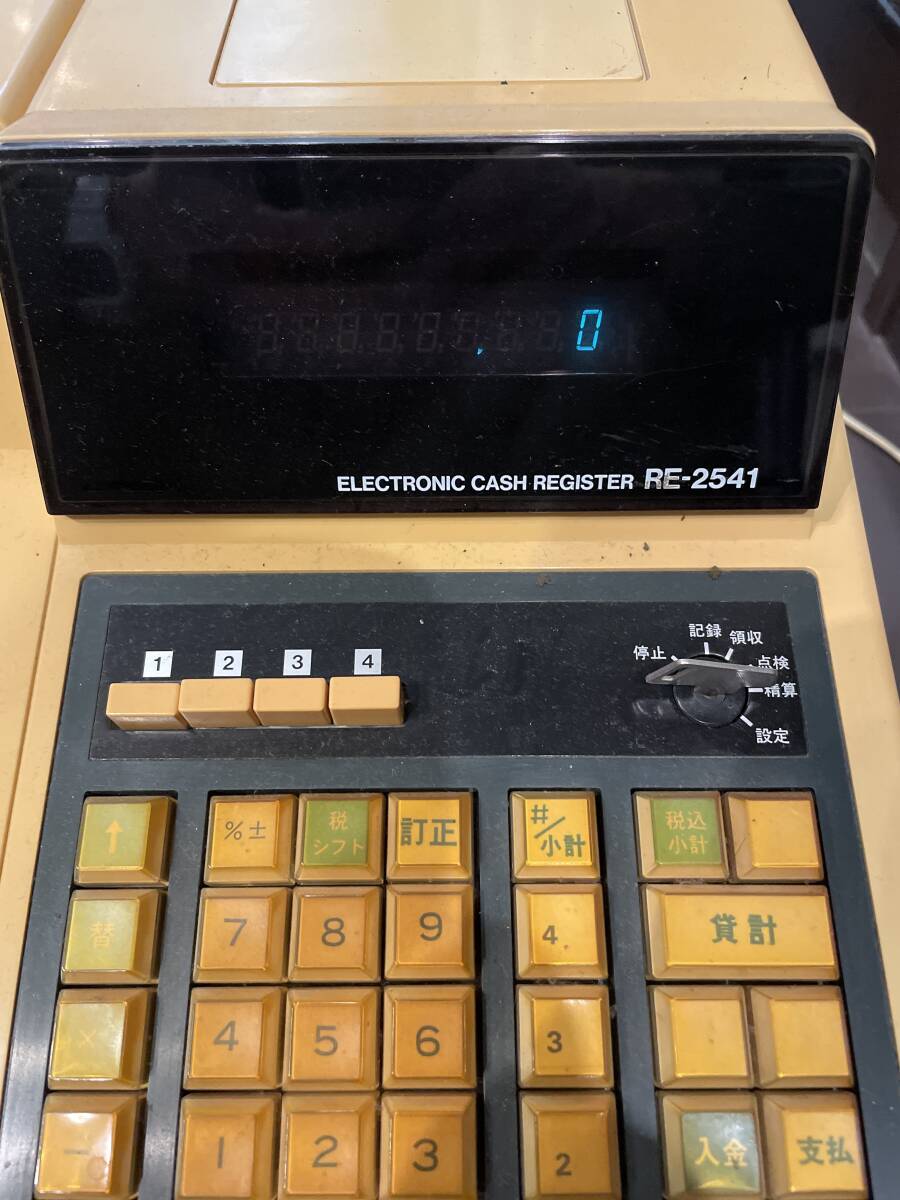 0
ELECTRONIC CASH REGISTER RE-2541
1 2 3 4
停止 記録 領収 点検 精算 設定
↑ %± 税シフト 訂正 #/小計 税込小計
替 7 8 9 4 貸計
× 4 5 6 3
- 1 2 3 2 入金 支払